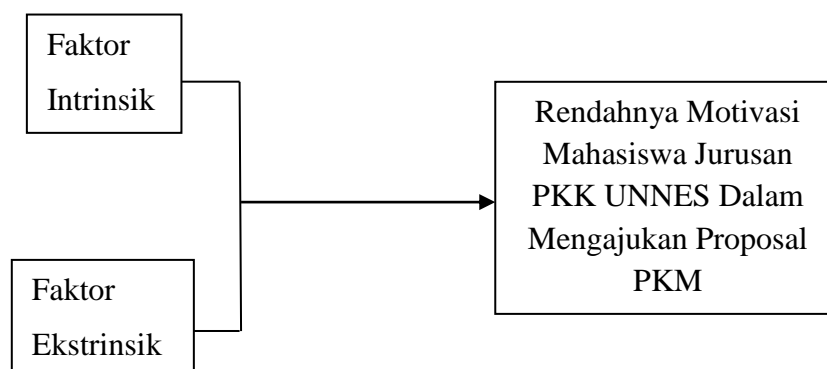 Faktor
Intrinsik
Rendahnya Motivasi
Mahasiswa Jurusan
PKK UNNES Dalam
Mengajukan Proposal
PKM
Faktor
Ekstrinsik